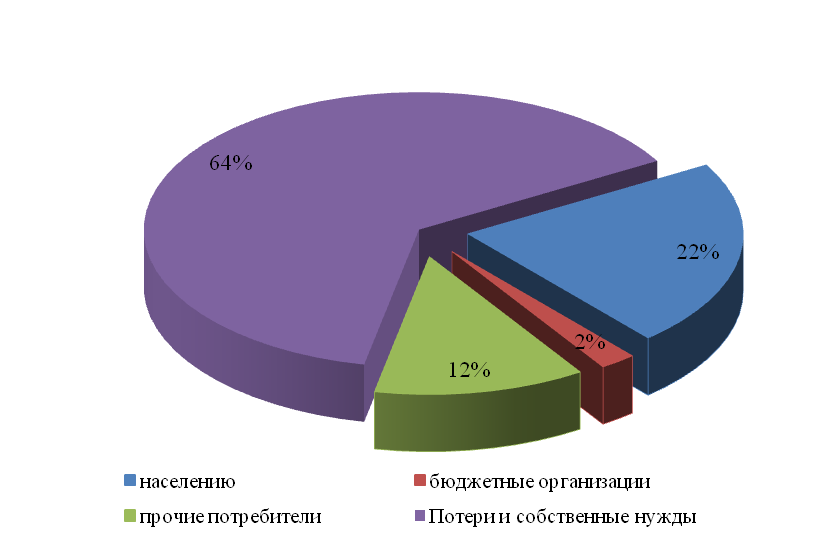 64%
22%
2%
12%
населению
бюджетные организации
прочие потребители
Потери и собственные нужды